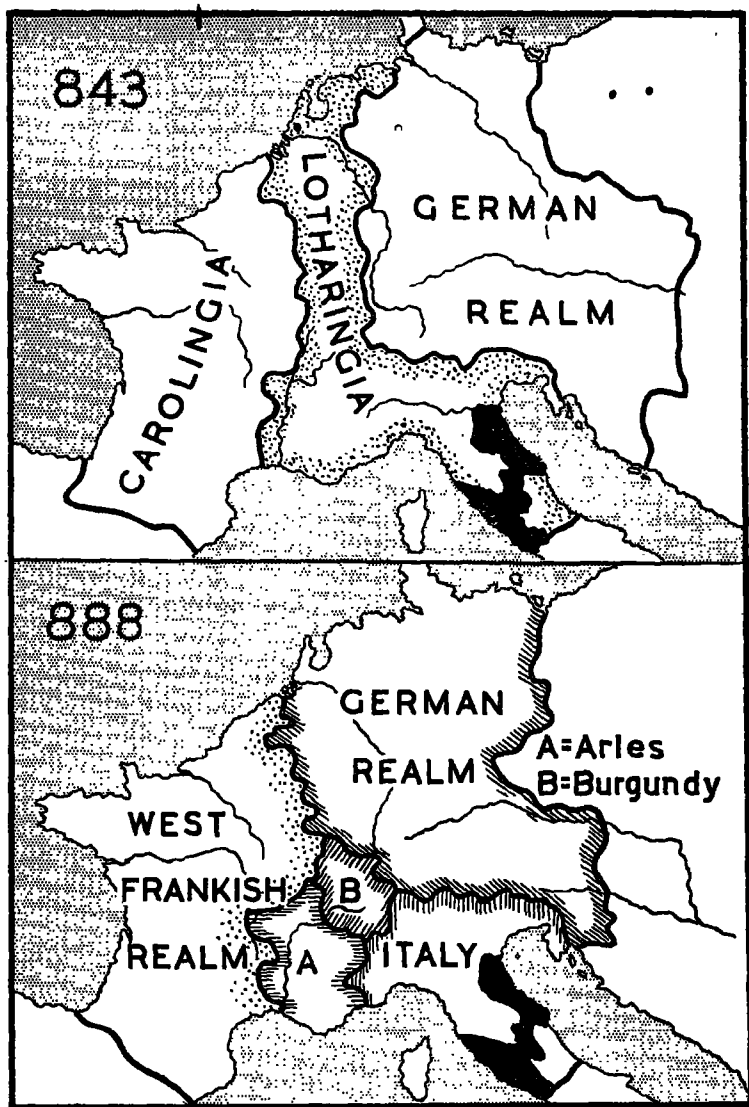 843
LOTHARINGIA
GERMAN
REALM
CAROLINGIA
888
GERMAN
REALM
A=Arles
B=Burgundy
WEST
FRANKISH
REALM
B
A
ITALY